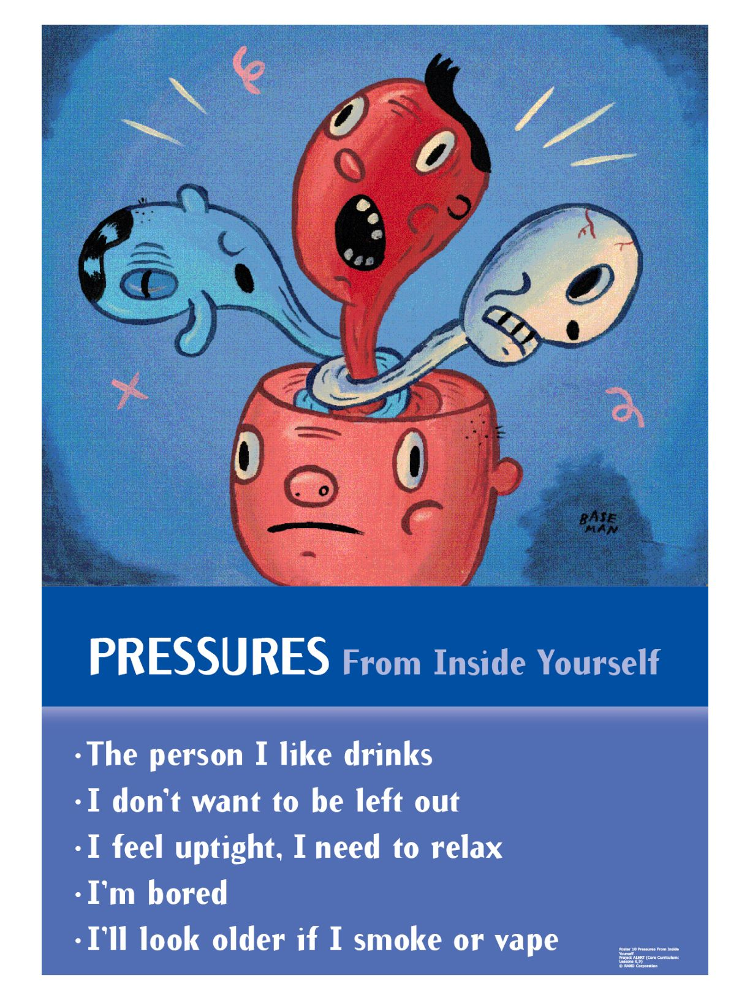 BASE
MAN
PRESSURES From Inside Yourself
· The person I like drinks
· I don't want to be left out
· I feel uptight, I need to relax
· I'm bored
· I'll look older if I smoke or vape
Poster 10 Pressures From Inside
Yourself
Project ALERT (Core Curriculum:
Lessons 6,9)
© RAND Corporation